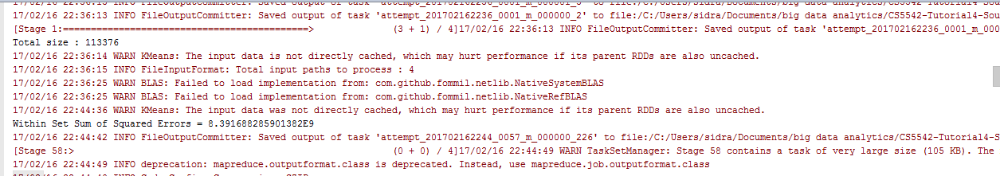 17/02/16 22:36:13 INFO FileOutputCommitter: Saved output of task 'attempt_201702162236_0001_m_000000_2' to file:/C:/Users/sidra/Documents/big data analytics/CS5542-Tutorial4-Sou
[Stage 1:===========================================> (3 + 1) / 4]17/02/16 22:36:13 INFO FileOutputCommitter: Saved output of task 'attempt_201702162236_0001_m_000
Total size : 113376
17/02/16 22:36:14 WARN KMeans: The input data is not directly cached, which may hurt performance if its parent RDDs are also uncached.
17/02/16 22:36:15 INFO FileInputFormat: Total input paths to process : 4
17/02/16 22:36:25 WARN BLAS: Failed to load implementation from: com.github.fommil.netlib.NativeSystemBLAS
17/02/16 22:36:25 WARN BLAS: Failed to load implementation from: com.github.fommil.netlib.NativeRefBLAS
17/02/16 22:44:36 WARN KMeans: The input data was not directly cached, which may hurt performance if its parent RDDs are also uncached.
Within Set Sum of Squared Errors = 8.391688285901382E9
17/02/16 22:44:42 INFO FileOutputCommitter: Saved output of task 'attempt_201702162244_0057_m_000000_226' to file:/C:/Users/sidra/Documents/big data analytics/CS5542-Tutorial4-S
[Stage 58:> (0 + 0) / 4]17/02/16 22:44:49 WARN TaskSetManager: Stage 58 contains a task of very large size (105 KB). The
17/02/16 22:44:49 INFO deprecation: mapreduce.outputformat.class is deprecated. Instead, use mapreduce.job.outputformat.class